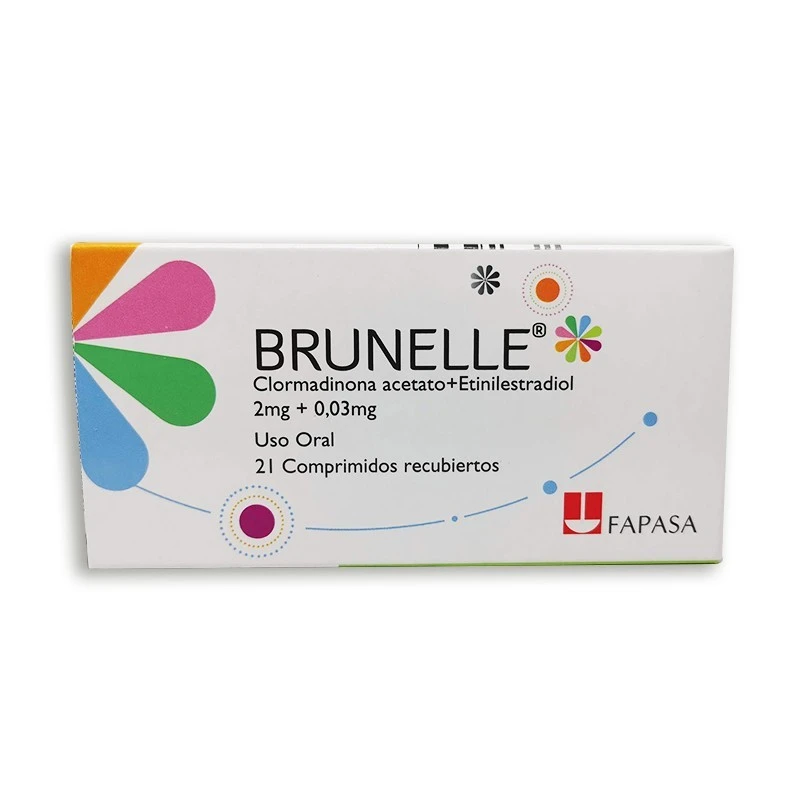 BRUNELLE®
Clormadinona acetato+Etinilestradiol
2mg + 0,03mg
Uso Oral
21 Comprimidos recubiertos
FAPASA